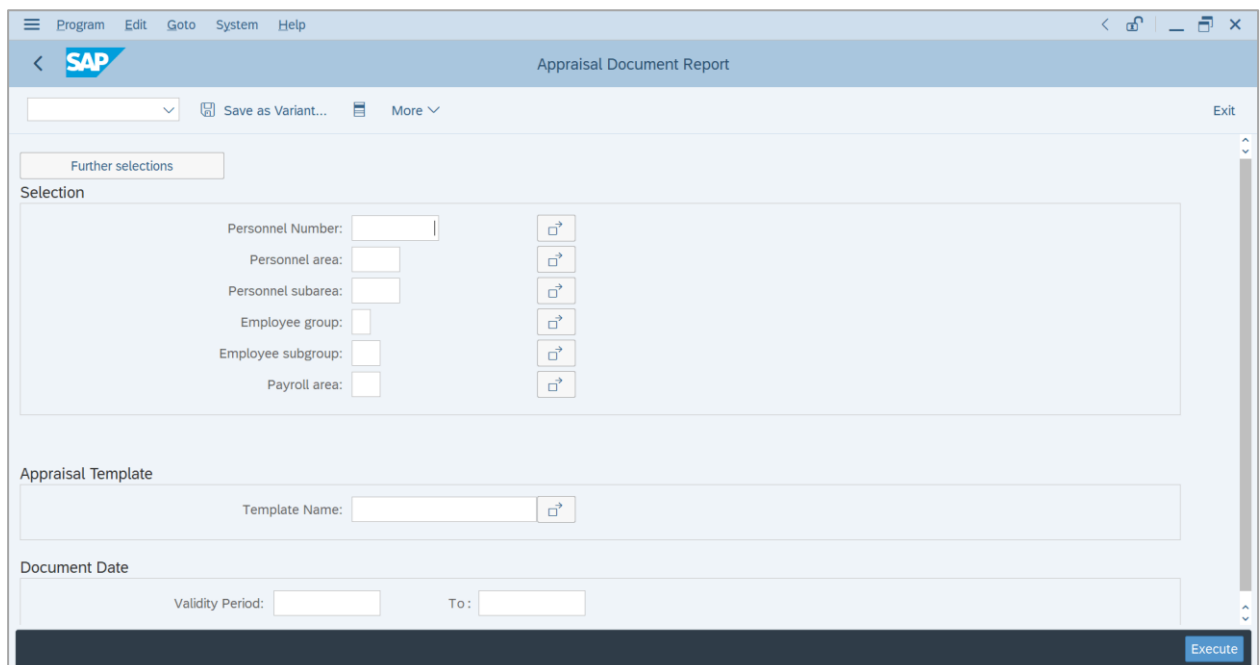 Program Edit Goto System Help
SAP Appraisal Document Report
Save as Variant... More Exit
Further selections
Selection
Personnel Number:
Personnel area:
Personnel subarea:
Employee group:
Employee subgroup:
Payroll area:
Appraisal Template
Template Name:
Document Date
Validity Period: To :
Execute